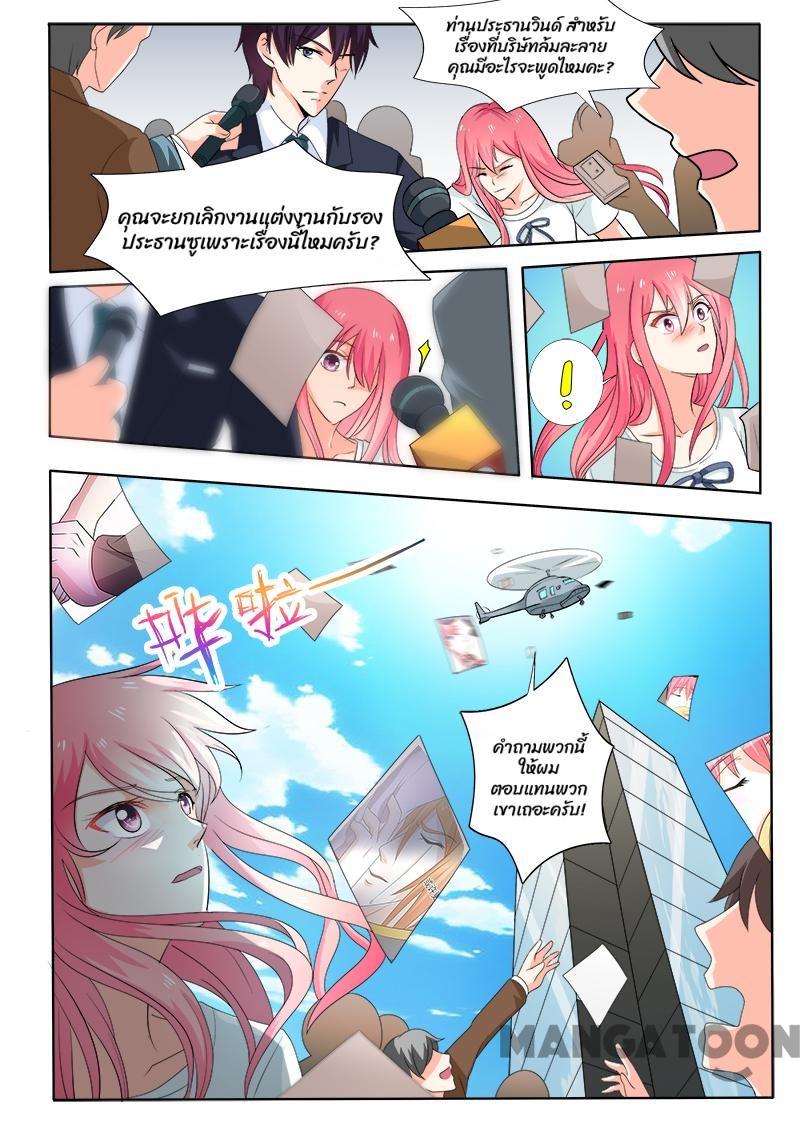 ท่านประธานวินด์ สำหรับ
เรื่องที่บริษัทล้มละลาย
คุณมีอะไรจะพูดไหมคะ?
คุณจะยกเลิกงานแต่งงานกับรอง
ประธานซูเพราะเรื่องนี้ไหมครับ?
!
哗啦
คำถามพวกนี้
ให้ผม
ตอบแทนพวก
เขาเถอะครับ!
MANGATOON